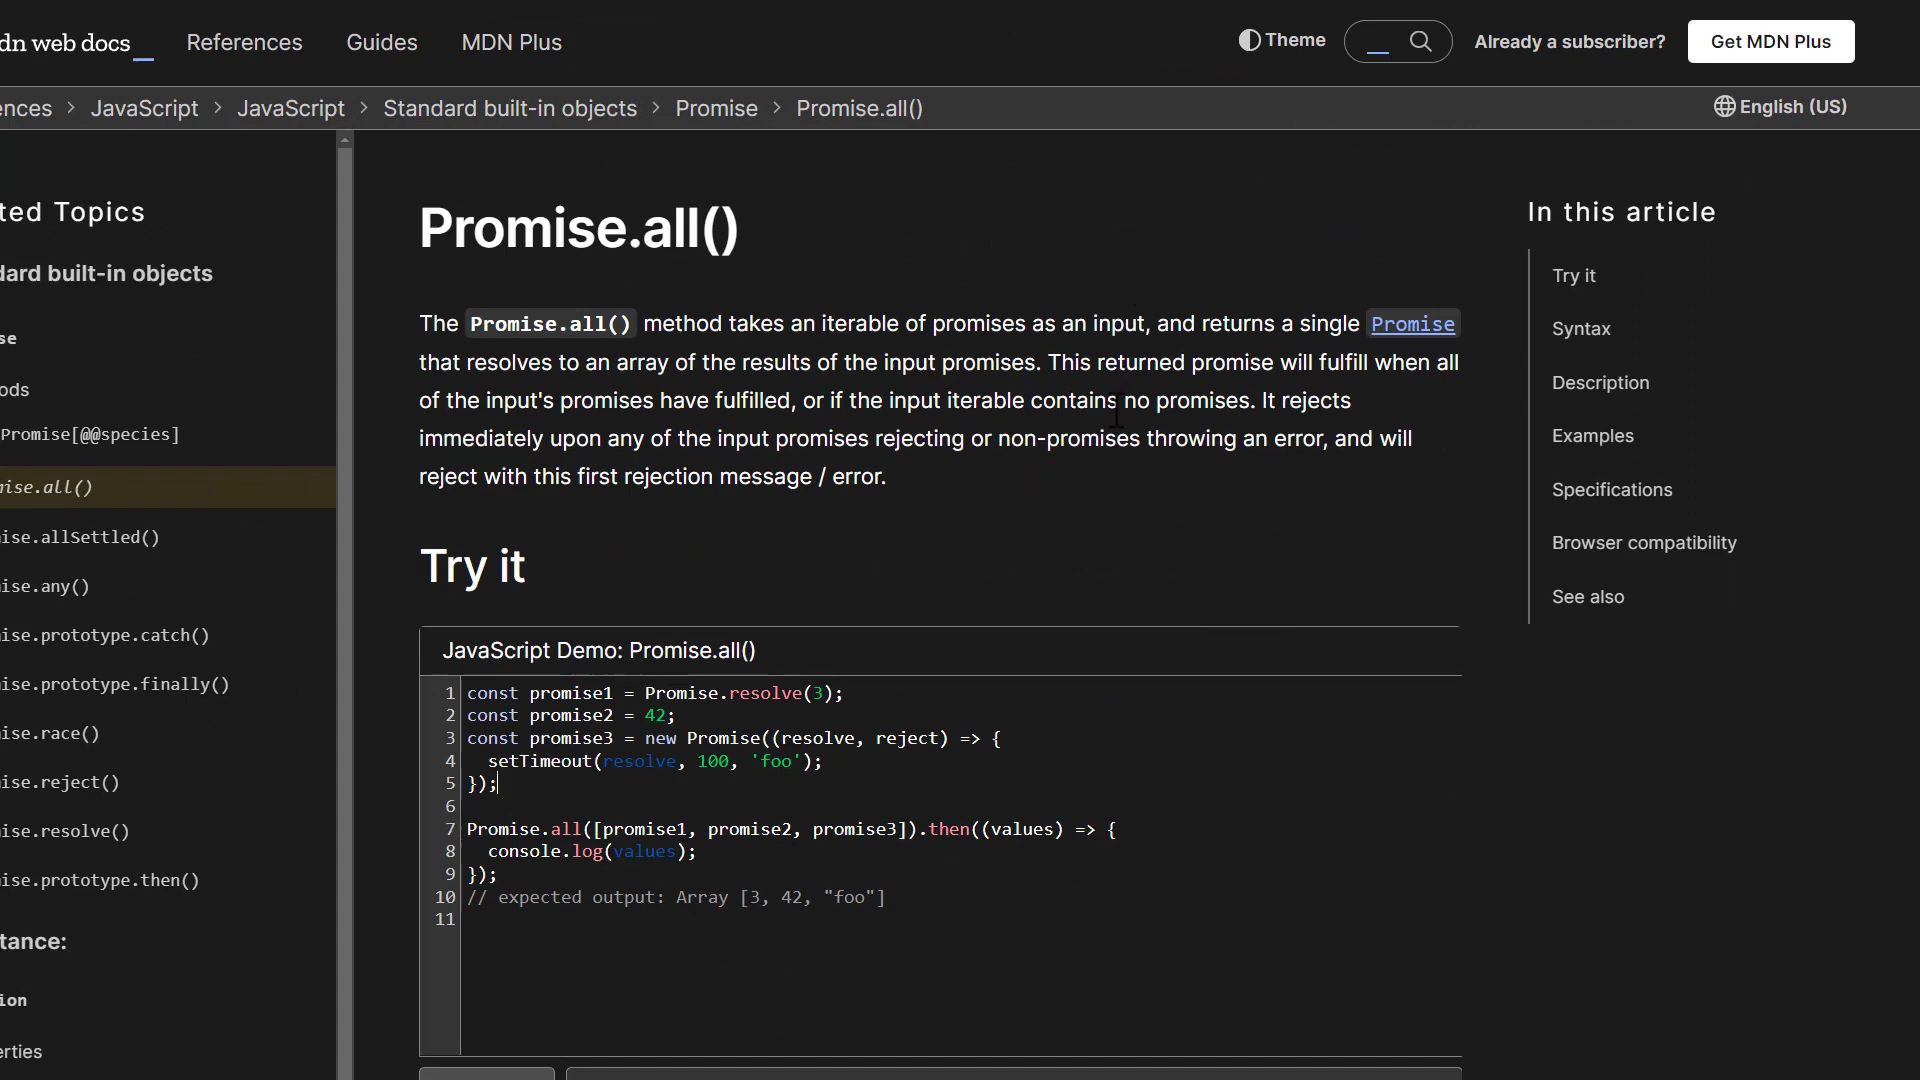 dn web docs
References
Guides
MDN Plus
Theme
Already a subscriber?
Get MDN Plus
ences > JavaScript > JavaScript > Standard built-in objects > Promise > Promise.all()
English (US)
ted Topics
dard built-in objects
se
ods
Promise[@@species]
mise.all()
ise.allSettled()
ise.any()
ise.prototype.catch()
ise.prototype.finally()
ise.race()
ise.reject()
ise.resolve()
ise.prototype.then()
tance:
ion
erties
Promise.all()
The Promise.all() method takes an iterable of promises as an input, and returns a single Promise
that resolves to an array of the results of the input promises. This returned promise will fulfill when all
of the input's promises have fulfilled, or if the input iterable contains no promises. It rejects
immediately upon any of the input promises rejecting or non-promises throwing an error, and will
reject with this first rejection message / error.
Try it
JavaScript Demo: Promise.all()
1 const promise1 = Promise.resolve(3);
2 const promise2 = 42;
3 const promise3 = new Promise((resolve, reject) => {
4   setTimeout(resolve, 100, 'foo');
5 });
6
7 Promise.all([promise1, promise2, promise3]).then((values) => {
8   console.log(values);
9 });
10 // expected output: Array [3, 42, "foo"]
11
In this article
Try it
Syntax
Description
Examples
Specifications
Browser compatibility
See also